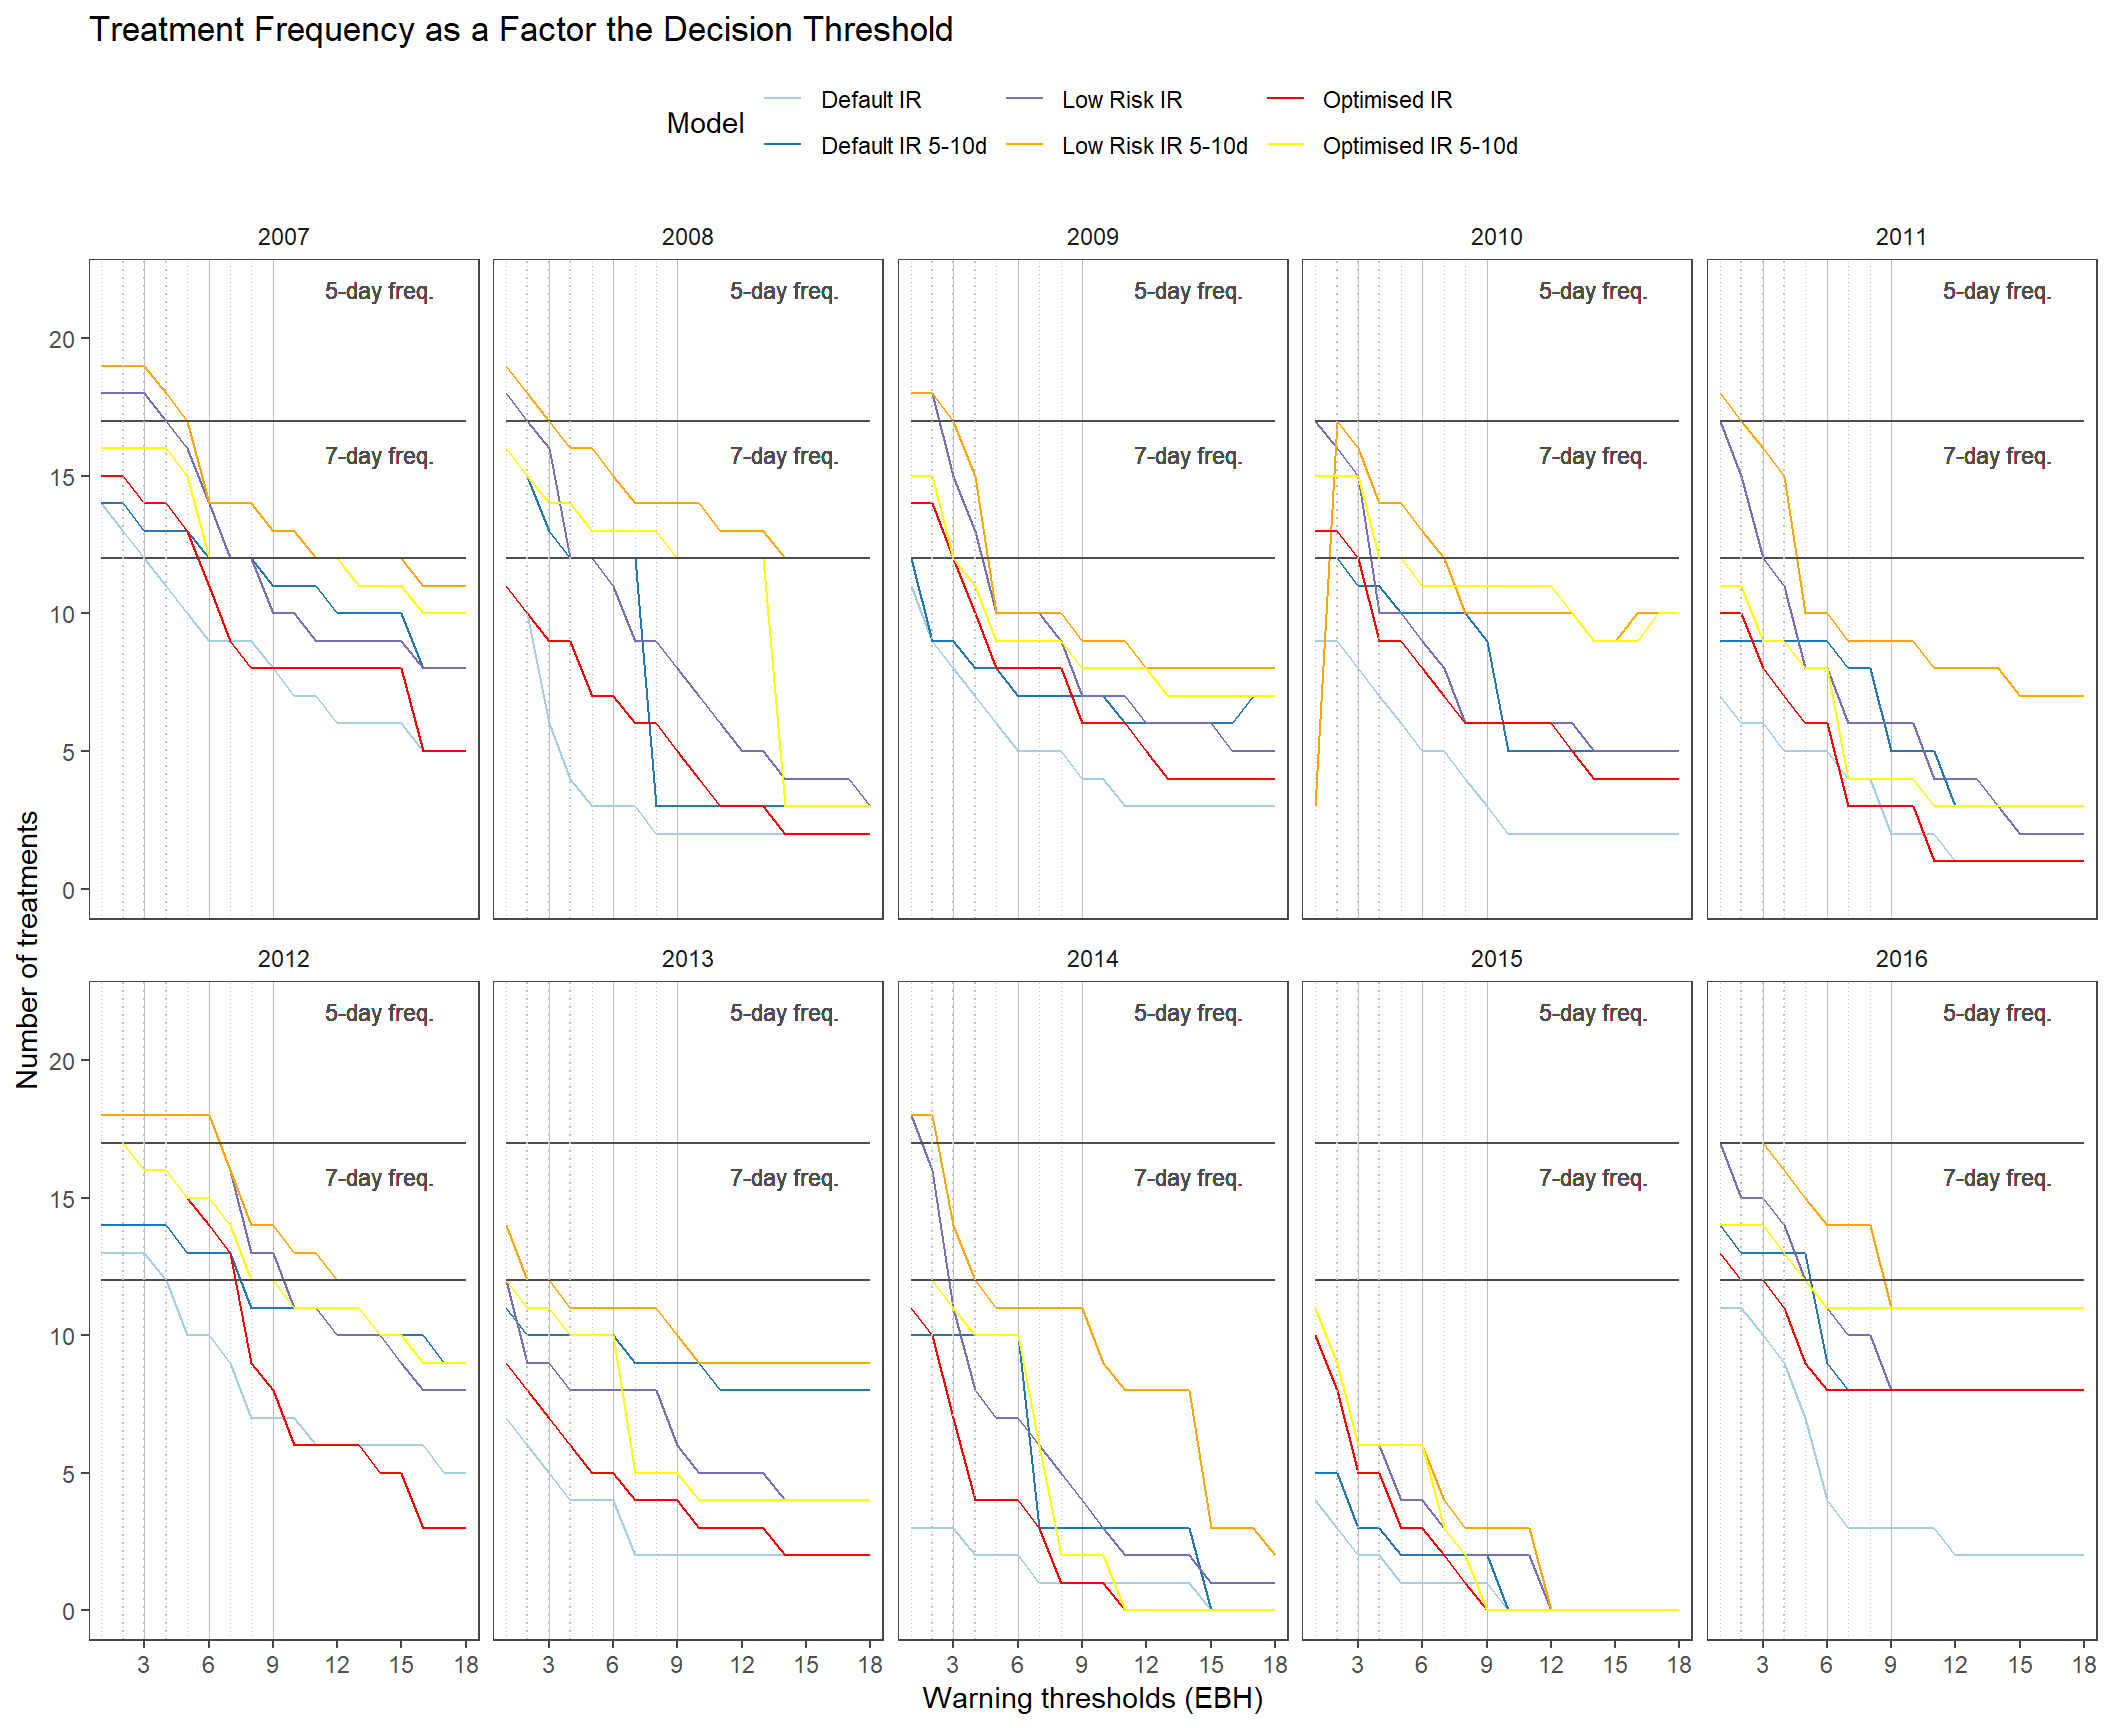 Treatment Frequency as a Factor the Decision Threshold
Model
Default IR
Low Risk IR
Optimised IR
Default IR 5-10d
Low Risk IR 5-10d
Optimised IR 5-10d
2007
2008
2009
2010
2011
5-day freq.
5-day freq.
5-day freq.
5-day freq.
5-day freq.
20
7-day freq.
7-day freq.
7-day freq.
7-day freq.
7-day freq.
15
10
5
0
Number of treatments
2012
2013
2014
2015
2016
5-day freq.
5-day freq.
5-day freq.
5-day freq.
5-day freq.
20
7-day freq.
7-day freq.
7-day freq.
7-day freq.
7-day freq.
15
10
5
0
3 6 9 12 15 18
3 6 9 12 15 18
3 6 9 12 15 18
3 6 9 12 15 18
3 6 9 12 15 18
Warning thresholds (EBH)